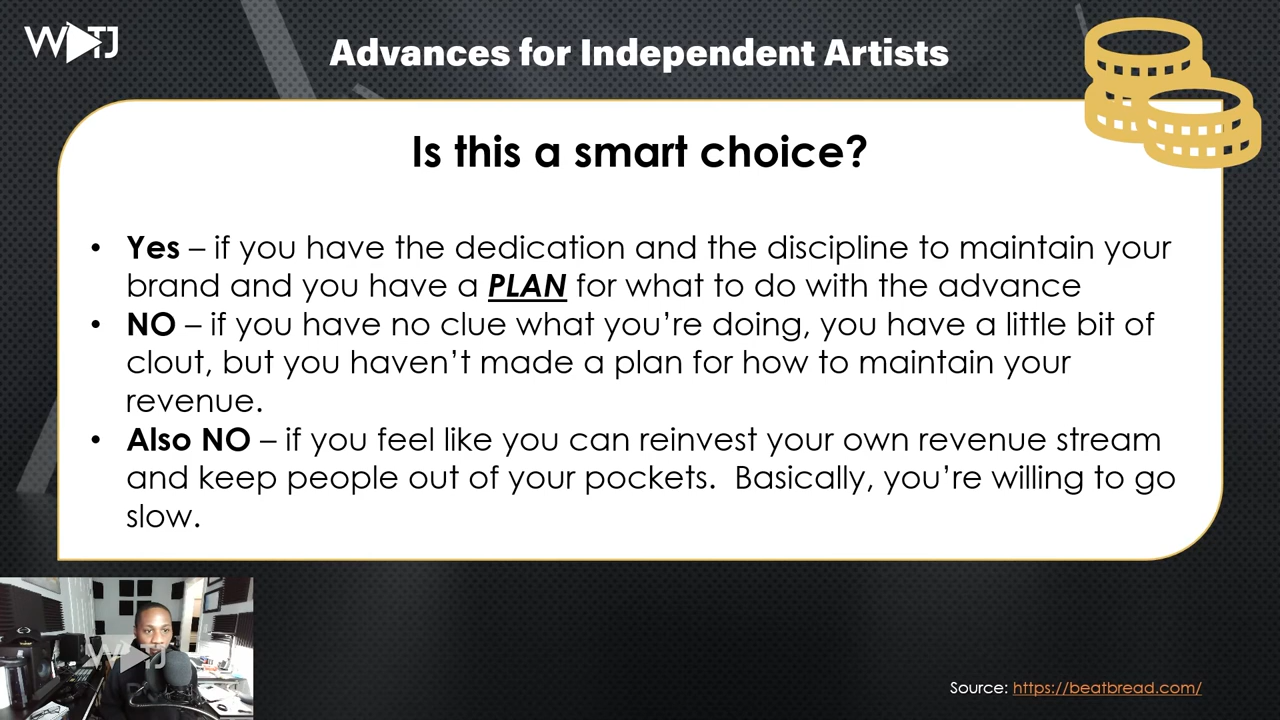 WTJ
Advances for Independent Artists
Is this a smart choice?
• Yes – if you have the dedication and the discipline to maintain your
brand and you have a PLAN for what to do with the advance
• NO – if you have no clue what you’re doing, you have a little bit of
clout, but you haven’t made a plan for how to maintain your
revenue.
• Also NO – if you feel like you can reinvest your own revenue stream
and keep people out of your pockets.  Basically, you’re willing to go
slow.
WTJ
Source: https://beatbread.com/